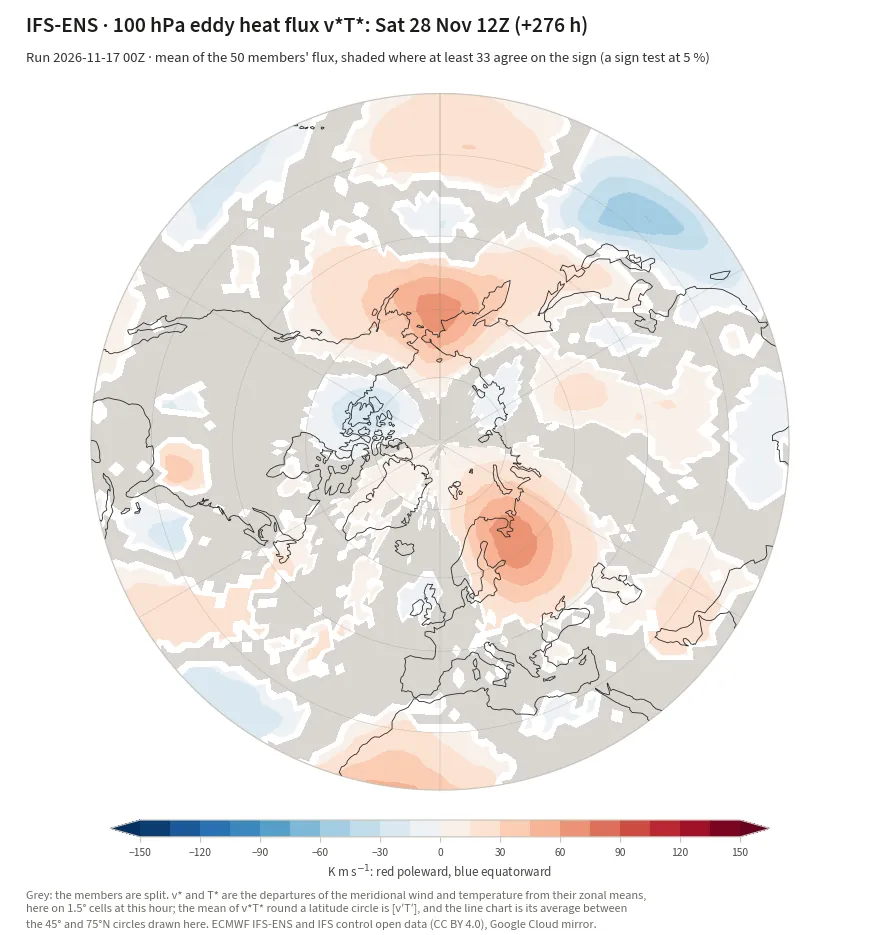 IFS-ENS · 100 hPa eddy heat flux v*T*: Sat 28 Nov 12Z (+276 h)
Run 2026-11-17 00Z · mean of the 50 members' flux, shaded where at least 33 agree on the sign (a sign test at 5 %)
−150 −120 −90 −60 −30 0 30 60 90 120 150
K m s⁻¹: red poleward, blue equatorward
Grey: the members are split. v* and T* are the departures of the meridional wind and temperature from their zonal means,
here on 1.5° cells at this hour; the mean of v*T* round a latitude circle is [v'T'], and the line chart is its average between
the 45° and 75°N circles drawn here. ECMWF IFS-ENS and IFS control open data (CC BY 4.0), Google Cloud mirror.